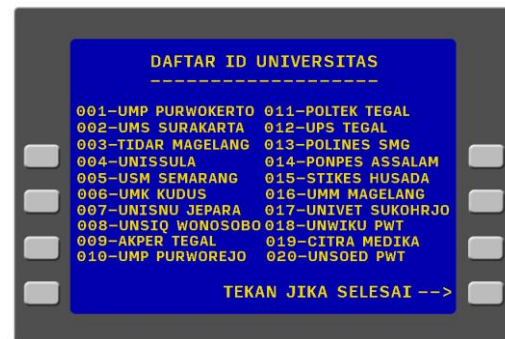 DAFTAR ID UNIVERSITAS
-------------------
001-UMP PURWOKERTO 011-POLTEK TEGAL
002-UMS SURAKARTA 012-UPS TEGAL
003-TIDAR MAGELANG 013-POLINES SMG
004-UNISSULA 014-PONPES ASSALAM
005-USM SEMARANG 015-STIKES HUSADA
006-UMK KUDUS 016-UMM MAGELANG
007-UNISNU JEPARA 017-UNIVET SUKOHRJO
008-UNSIQ WONOSOBO 018-UNWIKU PWT
009-AKPER TEGAL 019-CITRA MEDIKA
010-UMP PURWOREJO 020-UNSOED PWT
TEKAN JIKA SELESAI -->